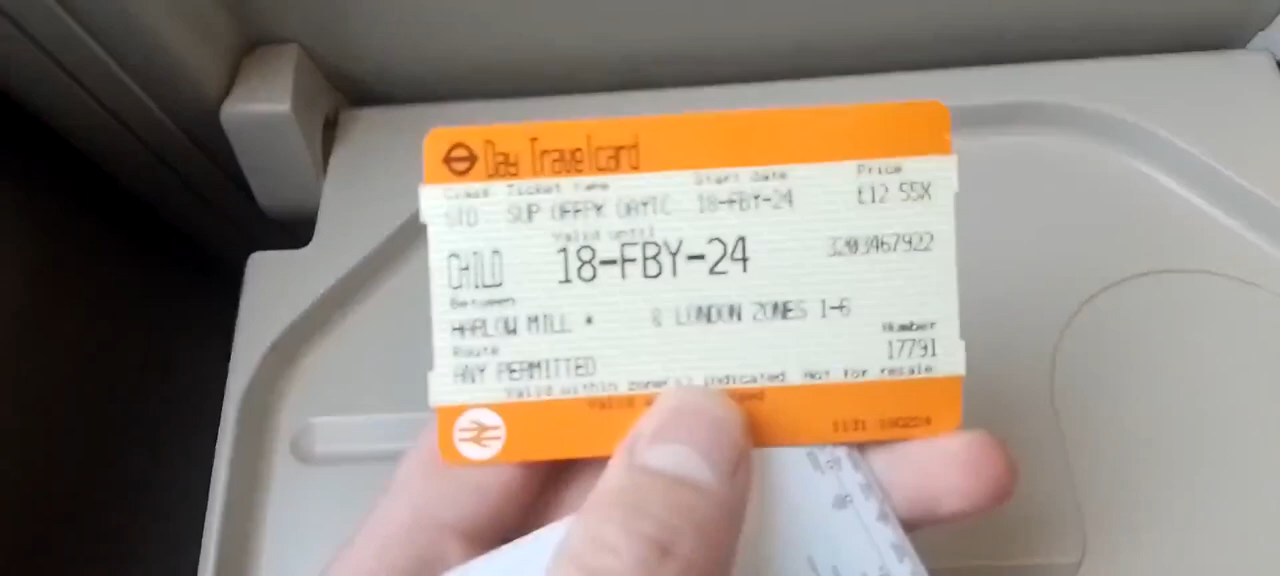 Day Travelcard
Class Ticket type Start date Price
STD SUP OFFPK DAYTC 18-FBY-24 £12 55X
Valid until
CHILD 18-FBY-24 3203467922
Between
HARLOW MILL * & LONDON ZONES 1-6
Route Number
ANY PERMITTED 17791
Valid within zone(s) indicated Not for resale
Valid